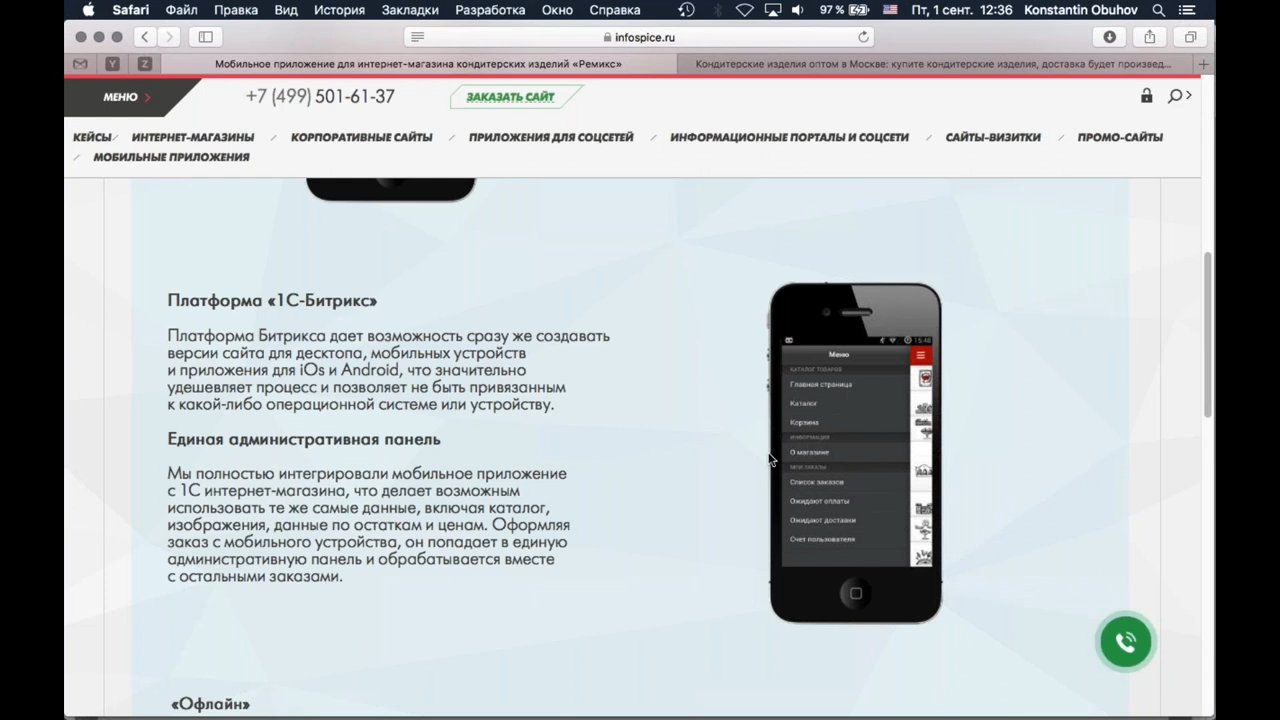 Safari Файл Правка Вид История Закладки Разработка Окно Справка 97 % Пт, 1 сент. 12:36 Konstantin Obuhov
infospice.ru
Y Z Мобильное приложение для интернет-магазина кондитерских изделий «Ремикс» Кондитерские изделия оптом в Москве: купите кондитерские изделия, доставка будет произвед...
МЕНЮ +7 (499) 501-61-37 ЗАКАЗАТЬ САЙТ
КЕЙСЫ / ИНТЕРНЕТ-МАГАЗИНЫ / КОРПОРАТИВНЫЕ САЙТЫ / ПРИЛОЖЕНИЯ ДЛЯ СОЦСЕТЕЙ / ИНФОРМАЦИОННЫЕ ПОРТАЛЫ И СОЦСЕТИ / САЙТЫ-ВИЗИТКИ / ПРОМО-САЙТЫ
/ МОБИЛЬНЫЕ ПРИЛОЖЕНИЯ
Платформа «1С-Битрикс»
Платформа Битрикса дает возможность сразу же создавать
версии сайта для десктопа, мобильных устройств
и приложения для iOs и Android, что значительно
удешевляет процесс и позволяет не быть привязанным
к какой-либо операционной системе или устройству.
Единая административная панель
Мы полностью интегрировали мобильное приложение
с 1С интернет-магазина, что делает возможным
использовать те же самые данные, включая каталог,
изображения, данные по остаткам и ценам. Оформляя
заказ с мобильного устройства, он попадает в единую
административную панель и обрабатывается вместе
с остальными заказами.
«Офлайн»
15:48
Меню
КАТАЛОГ ТОВАРОВ
Главная страница
Каталог
Корзина
ИНФОРМАЦИЯ
О магазине
МОИ ЗАКАЗЫ
Список заказов
Ожидают оплаты
Ожидают доставки
Счет пользователя